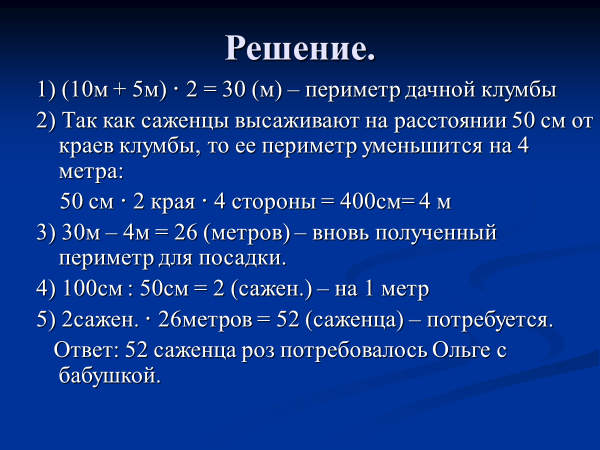 Решение.
1) (10м + 5м) · 2 = 30 (м) – периметр дачной клумбы
2) Так как саженцы высаживают на расстоянии 50 см от
краев клумбы, то ее периметр уменьшится на 4
метра:
50 см · 2 края · 4 стороны = 400см= 4 м
3) 30м – 4м = 26 (метров) – вновь полученный
периметр для посадки.
4) 100см : 50см = 2 (сажен.) – на 1 метр
5) 2сажен. · 26метров = 52 (саженца) – потребуется.
Ответ: 52 саженца роз потребовалось Ольге с
бабушкой.